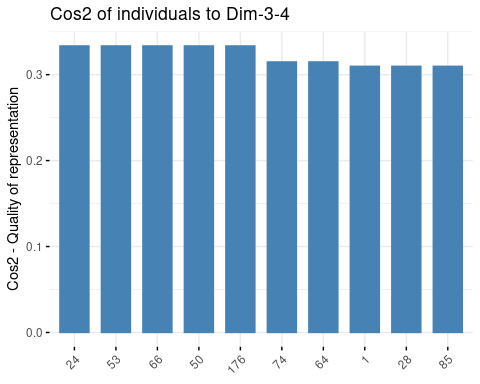 Cos2 of individuals to Dim-3-4
Cos2 - Quality of representation
0.3
0.2
0.1
0.0
24 53 66 50 176 74 64 1 28 85